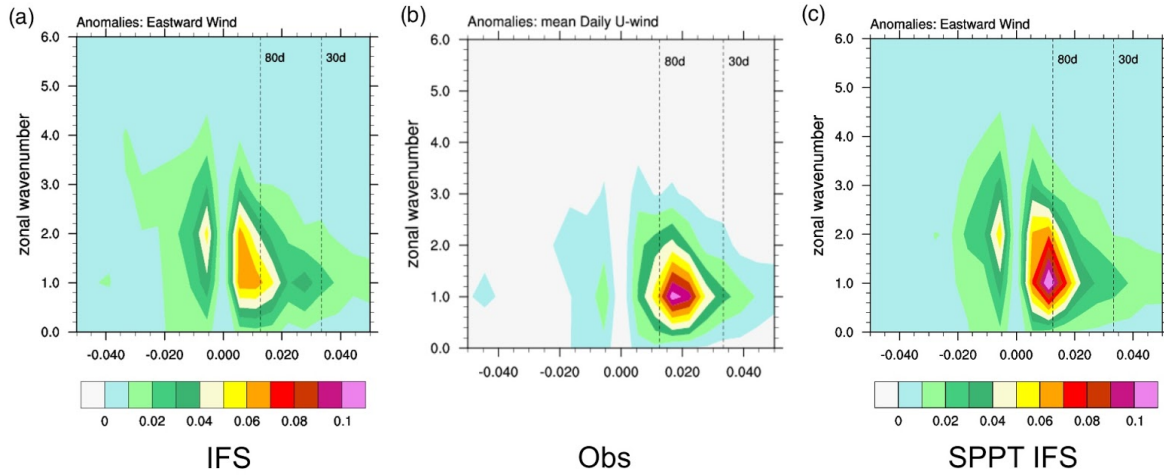 (a)
Anomalies: Eastward Wind
6.0
5.0
4.0
3.0
2.0
1.0
0.0
zonal wavenumber
80d
30d
-0.040 -0.020 0.000 0.020 0.040
0 0.02 0.04 0.06 0.08 0.1
IFS
(b)
Anomalies: mean Daily U-wind
6.0
5.0
4.0
3.0
2.0
1.0
0.0
zonal wavenumber
80d
30d
-0.040 -0.020 0.000 0.020 0.040
Obs
(c)
Anomalies: Eastward Wind
6.0
5.0
4.0
3.0
2.0
1.0
0.0
zonal wavenumber
80d
30d
-0.040 -0.020 0.000 0.020 0.040
0 0.02 0.04 0.06 0.08 0.1
SPPT IFS